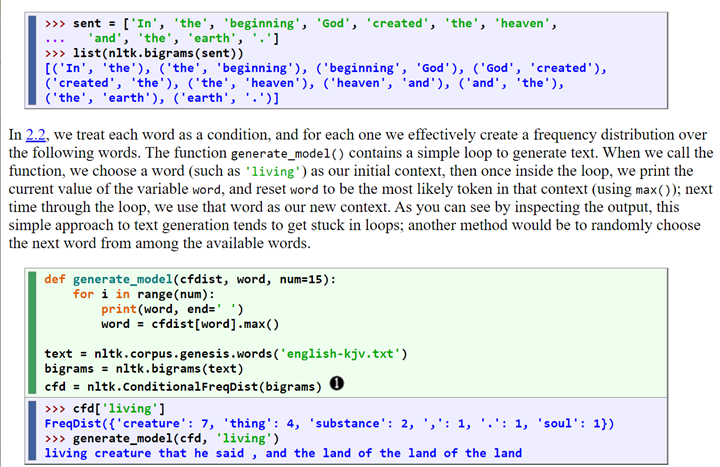 >>> sent = ['In', 'the', 'beginning', 'God', 'created', 'the', 'heaven',
...   'and', 'the', 'earth', '.']
>>> list(nltk.bigrams(sent))
[('In', 'the'), ('the', 'beginning'), ('beginning', 'God'), ('God', 'created'),
('created', 'the'), ('the', 'heaven'), ('heaven', 'and'), ('and', 'the'),
('the', 'earth'), ('earth', '.')]
In 2.2, we treat each word as a condition, and for each one we effectively create a frequency distribution over
the following words. The function generate_model() contains a simple loop to generate text. When we call the
function, we choose a word (such as 'living') as our initial context, then once inside the loop, we print the
current value of the variable word, and reset word to be the most likely token in that context (using max()); next
time through the loop, we use that word as our new context. As you can see by inspecting the output, this
simple approach to text generation tends to get stuck in loops; another method would be to randomly choose
the next word from among the available words.
def generate_model(cfdist, word, num=15):
    for i in range(num):
        print(word, end=' ')
        word = cfdist[word].max()
text = nltk.corpus.genesis.words('english-kjv.txt')
bigrams = nltk.bigrams(text)
cfd = nltk.ConditionalFreqDist(bigrams) ❶
>>> cfd['living']
FreqDist({'creature': 7, 'thing': 4, 'substance': 2, ',': 1, '.': 1, 'soul': 1})
>>> generate_model(cfd, 'living')
living creature that he said , and the land of the land of the land